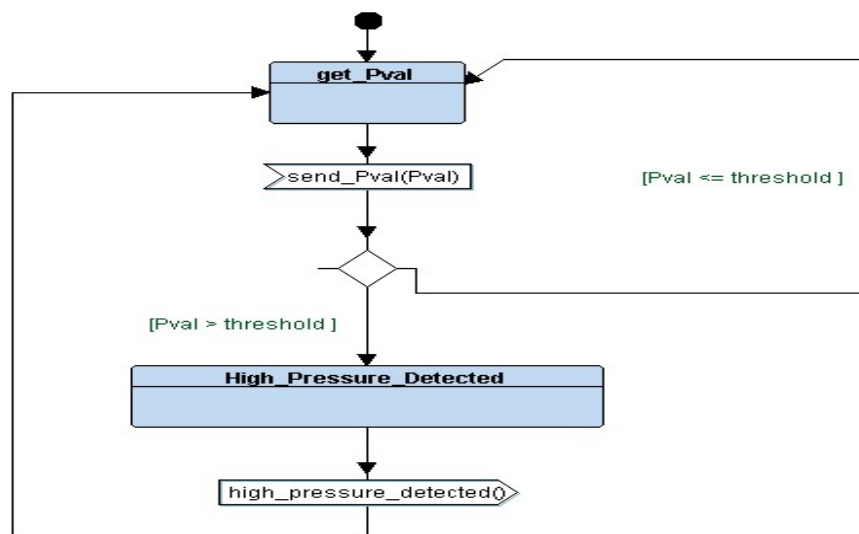 get_Pval
send_Pval(Pval)
[Pval <= threshold ]
[Pval > threshold ]
High_Pressure_Detected
high_pressure_detected()